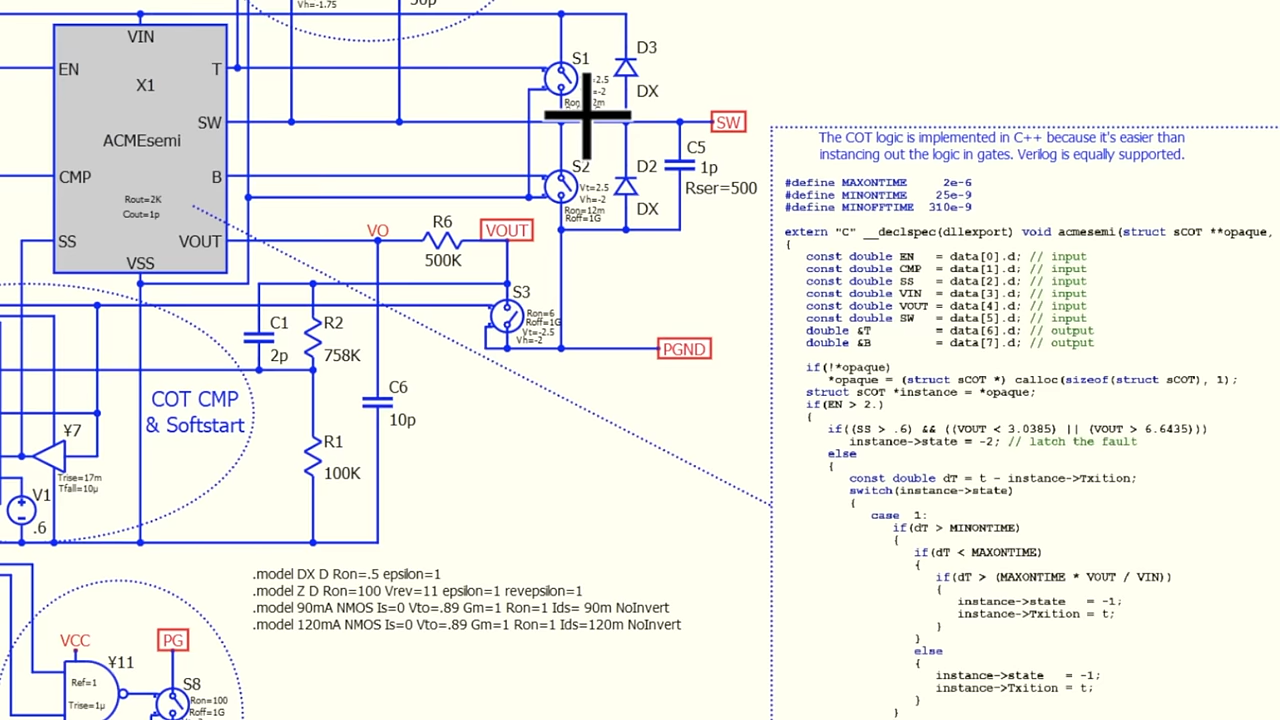 Vh=-1.75
50p
VIN
EN
T
X1
SW
ACMEsemi
CMP
B
Rout=2K
Cout=1p
SS
VOUT
VSS
S1
-2.5
=-2
Ron
2m
D3
DX
SW
C5
1p
Rser=500
S2
Vt=2.5
Vh=-2
Ron=12m
Roff=1G
D2
DX
VO
R6
500K
VOUT
S3
Ron=6
Roff=1G
Vt=-2.5
Vh=-2
PGND
C1
2p
R2
758K
C6
10p
R1
100K
COT CMP
& Softstart
¥7
Trise=17m
Tfall=10µ
V1
.6
.model DX D Ron=.5 epsilon=1
.model Z D Ron=100 Vrev=11 epsilon=1 revepsilon=1
.model 90mA NMOS Is=0 Vto=.89 Gm=1 Ron=1 Ids= 90m NoInvert
.model 120mA NMOS Is=0 Vto=.89 Gm=1 Ron=1 Ids=120m NoInvert
VCC
PG
¥11
Ref=1
Trise=1µ
S8
Ron=100
Roff=1G
The COT logic is implemented in C++ because it's easier than
instancing out the logic in gates. Verilog is equally supported.
#define MAXONTIME     2e-6
#define MINONTIME    25e-9
#define MINOFFTIME  310e-9
extern "C" __declspec(dllexport) void acmesemi(struct sCOT **opaque,
{
   const double EN   = data[0].d; // input
   const double CMP  = data[1].d; // input
   const double SS   = data[2].d; // input
   const double VIN  = data[3].d; // input
   const double VOUT = data[4].d; // input
   const double SW   = data[5].d; // input
   double &T         = data[6].d; // output
   double &B         = data[7].d; // output
   if(!*opaque)
      *opaque = (struct sCOT *) calloc(sizeof(struct sCOT), 1);
   struct sCOT *instance = *opaque;
   if(EN > 2.)
   {
      if((SS > .6) && ((VOUT < 3.0385) || (VOUT > 6.6435)))
         instance->state = -2; // latch the fault
      else
      {
         const double dT = t - instance->Txition;
         switch(instance->state)
         {
            case  1:
               if(dT > MINONTIME)
               {
                  if(dT < MAXONTIME)
                  {
                     if(dT > (MAXONTIME * VOUT / VIN))
                     {
                        instance->state   = -1;
                        instance->Txition = t;
                     }
                  }
                  else
                  {
                     instance->state   = -1;
                     instance->Txition = t;
                  }
               }